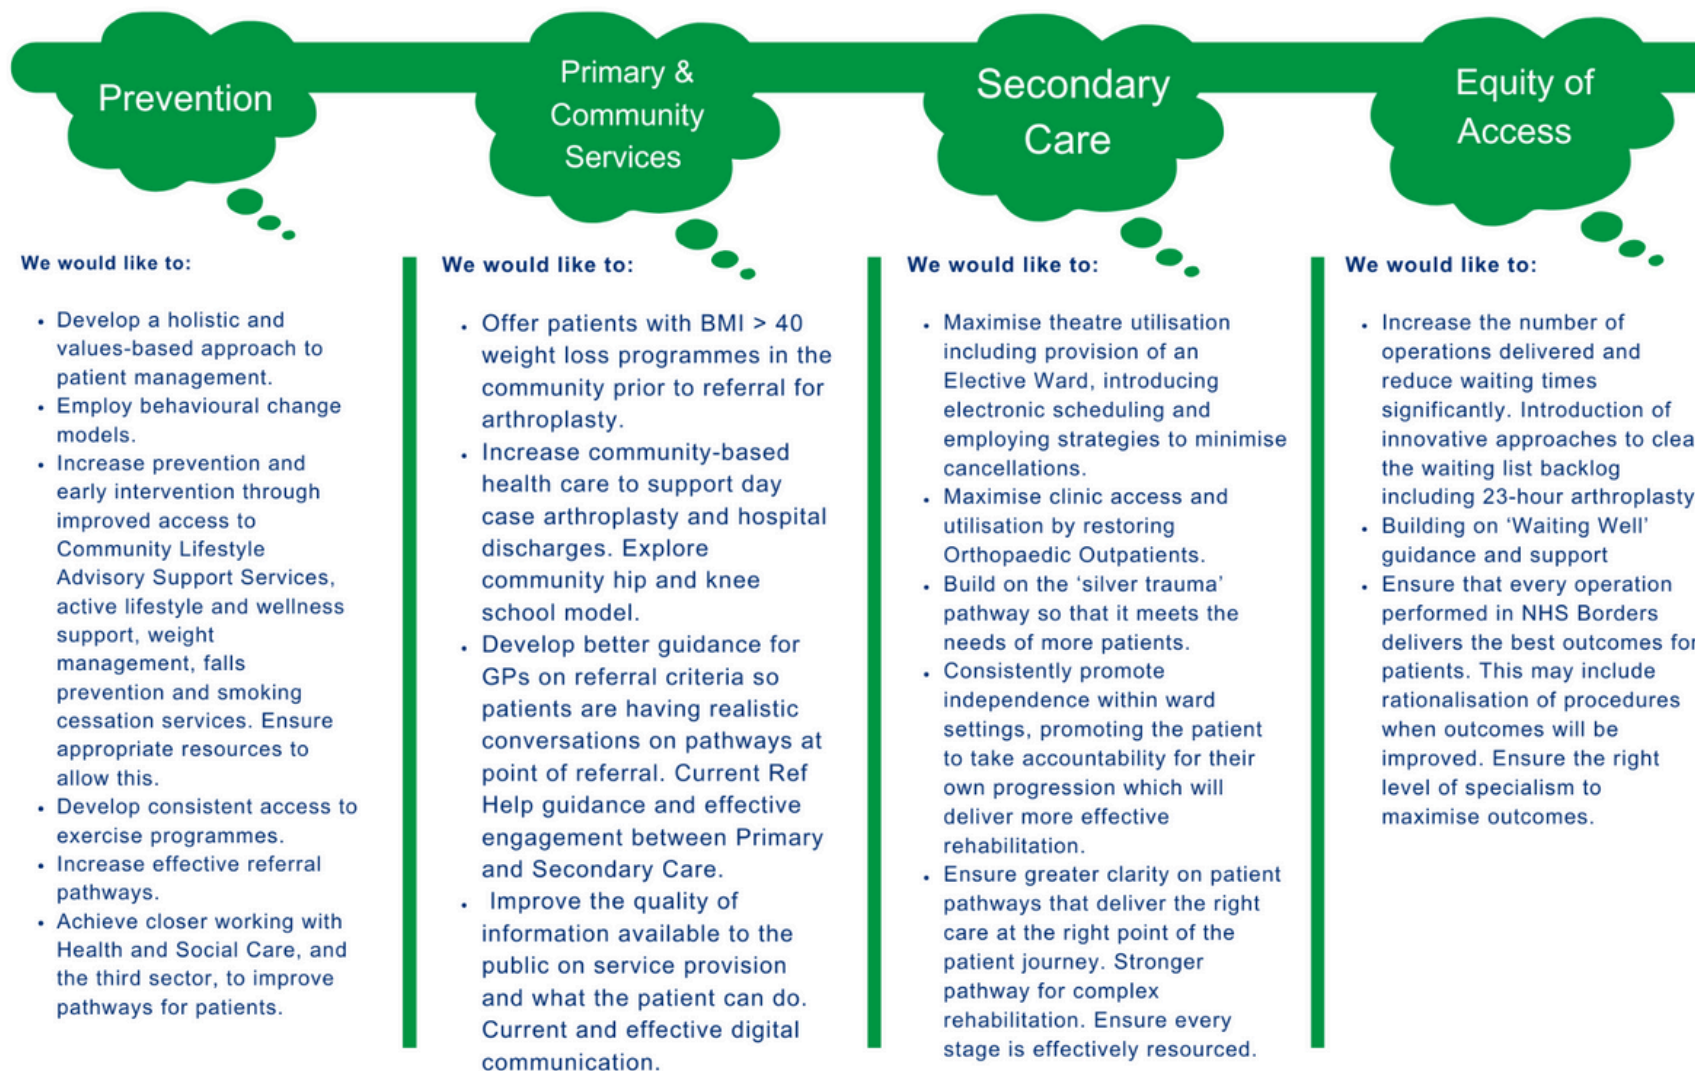 Prevention
We would like to:
• Develop a holistic and
values-based approach to
patient management.
• Employ behavioural change
models.
• Increase prevention and
early intervention through
improved access to
Community Lifestyle
Advisory Support Services,
active lifestyle and wellness
support, weight
management, falls
prevention and smoking
cessation services. Ensure
appropriate resources to
allow this.
• Develop consistent access to
exercise programmes.
• Increase effective referral
pathways.
• Achieve closer working with
Health and Social Care, and
the third sector, to improve
pathways for patients.
Primary &
Community
Services
We would like to:
• Offer patients with BMI > 40
weight loss programmes in the
community prior to referral for
arthroplasty.
• Increase community-based
health care to support day
case arthroplasty and hospital
discharges. Explore
community hip and knee
school model.
• Develop better guidance for
GPs on referral criteria so
patients are having realistic
conversations on pathways at
point of referral. Current Ref
Help guidance and effective
engagement between Primary
and Secondary Care.
• Improve the quality of
information available to the
public on service provision
and what the patient can do.
Current and effective digital
communication.
Secondary
Care
We would like to:
• Maximise theatre utilisation
including provision of an
Elective Ward, introducing
electronic scheduling and
employing strategies to minimise
cancellations.
• Maximise clinic access and
utilisation by restoring
Orthopaedic Outpatients.
• Build on the ‘silver trauma’
pathway so that it meets the
needs of more patients.
• Consistently promote
independence within ward
settings, promoting the patient
to take accountability for their
own progression which will
deliver more effective
rehabilitation.
• Ensure greater clarity on patient
pathways that deliver the right
care at the right point of the
patient journey. Stronger
pathway for complex
rehabilitation. Ensure every
stage is effectively resourced.
Equity of
Access
We would like to:
• Increase the number of
operations delivered and
reduce waiting times
significantly. Introduction of
innovative approaches to clea
the waiting list backlog
including 23-hour arthroplasty
• Building on ‘Waiting Well’
guidance and support
• Ensure that every operation
performed in NHS Borders
delivers the best outcomes for
patients. This may include
rationalisation of procedures
when outcomes will be
improved. Ensure the right
level of specialism to
maximise outcomes.